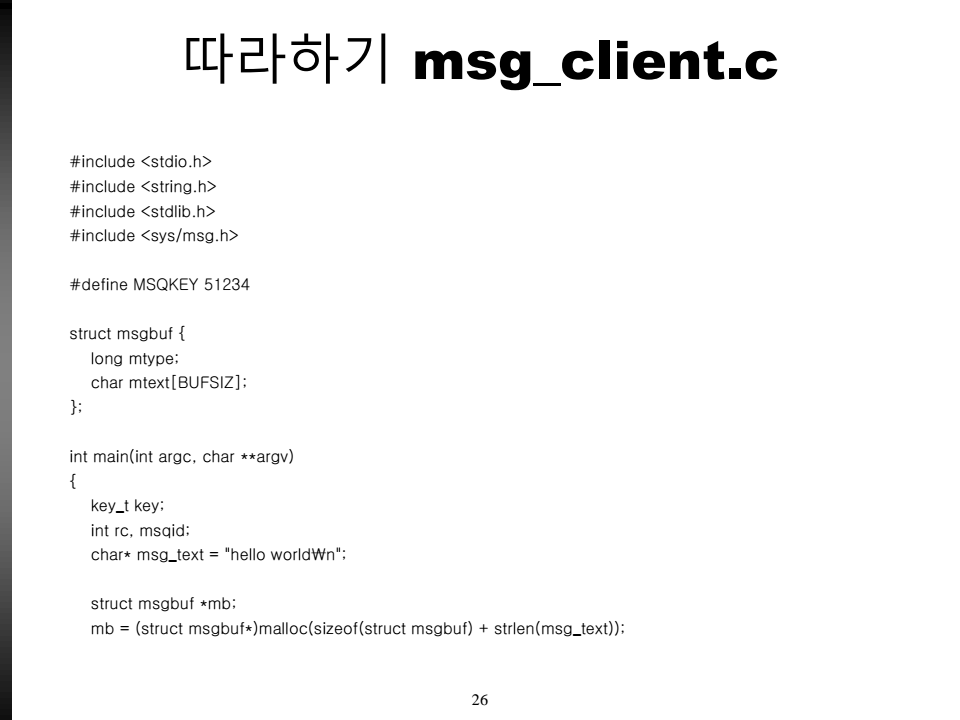 따라하기 msg_client.c
#include <stdio.h>
#include <string.h>
#include <stdlib.h>
#include <sys/msg.h>
#define MSQKEY 51234
struct msgbuf {
long mtype;
char mtext[BUFSIZ];
};
int main(int argc, char **argv)
{
key_t key;
int rc, msqid;
char* msg_text = "hello world₩n";
struct msgbuf *mb;
mb = (struct msgbuf*)malloc(sizeof(struct msgbuf) + strlen(msg_text));
26